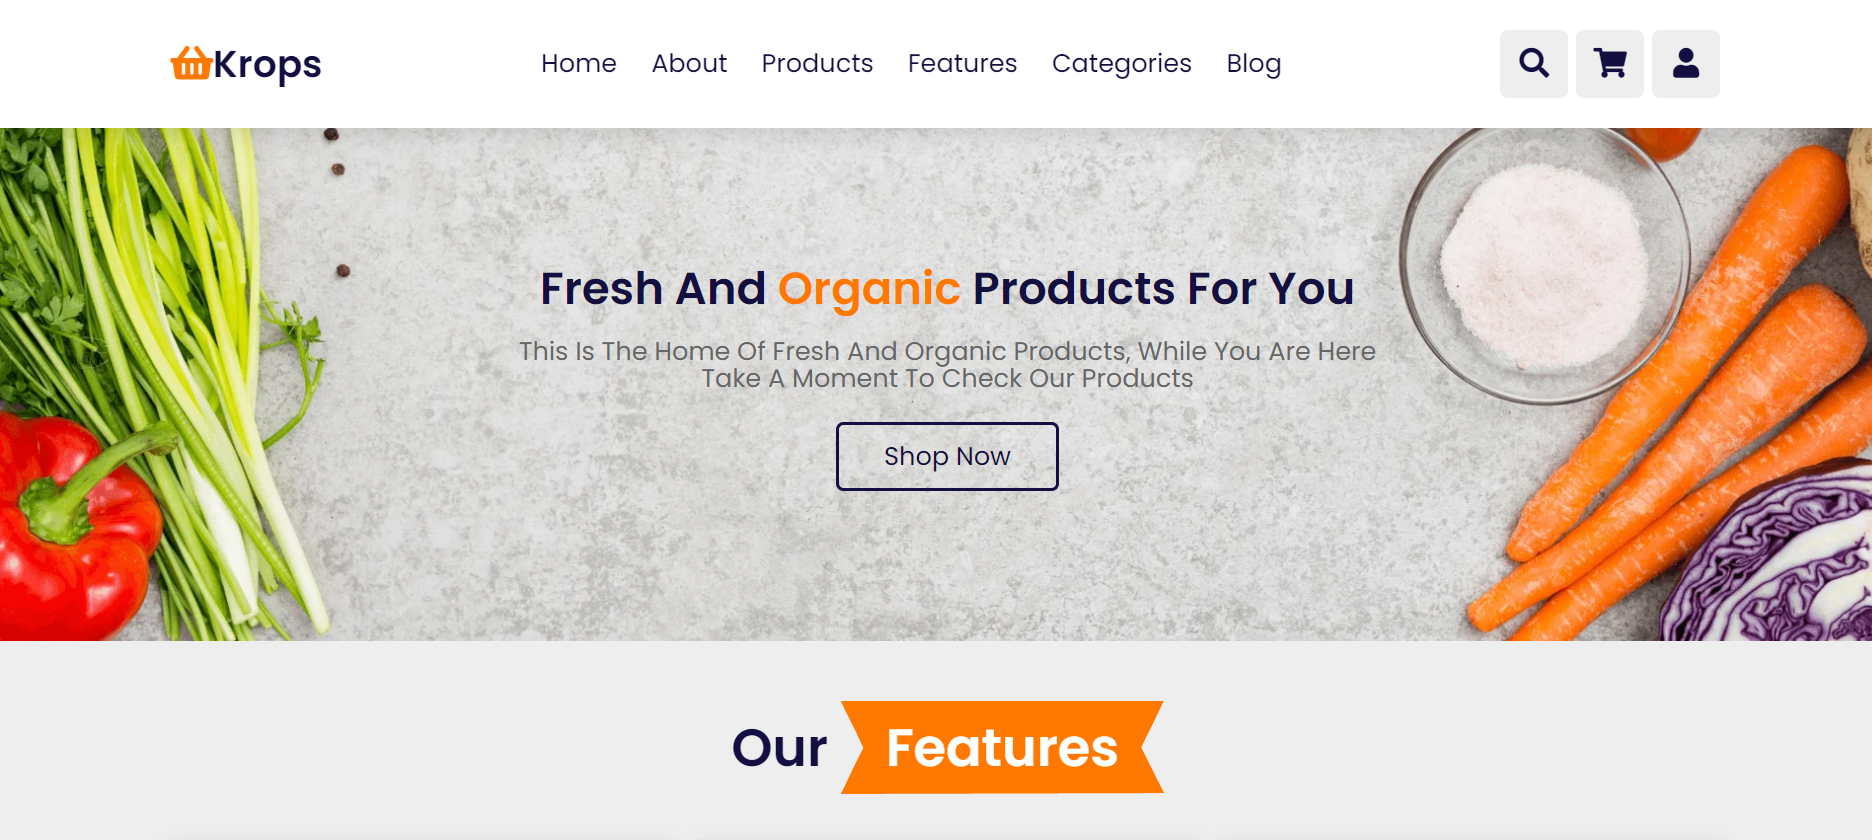 Krops
Home About Products Features Categories Blog
Fresh And Organic Products For You
This Is The Home Of Fresh And Organic Products, While You Are Here
Take A Moment To Check Our Products
Shop Now
Our Features